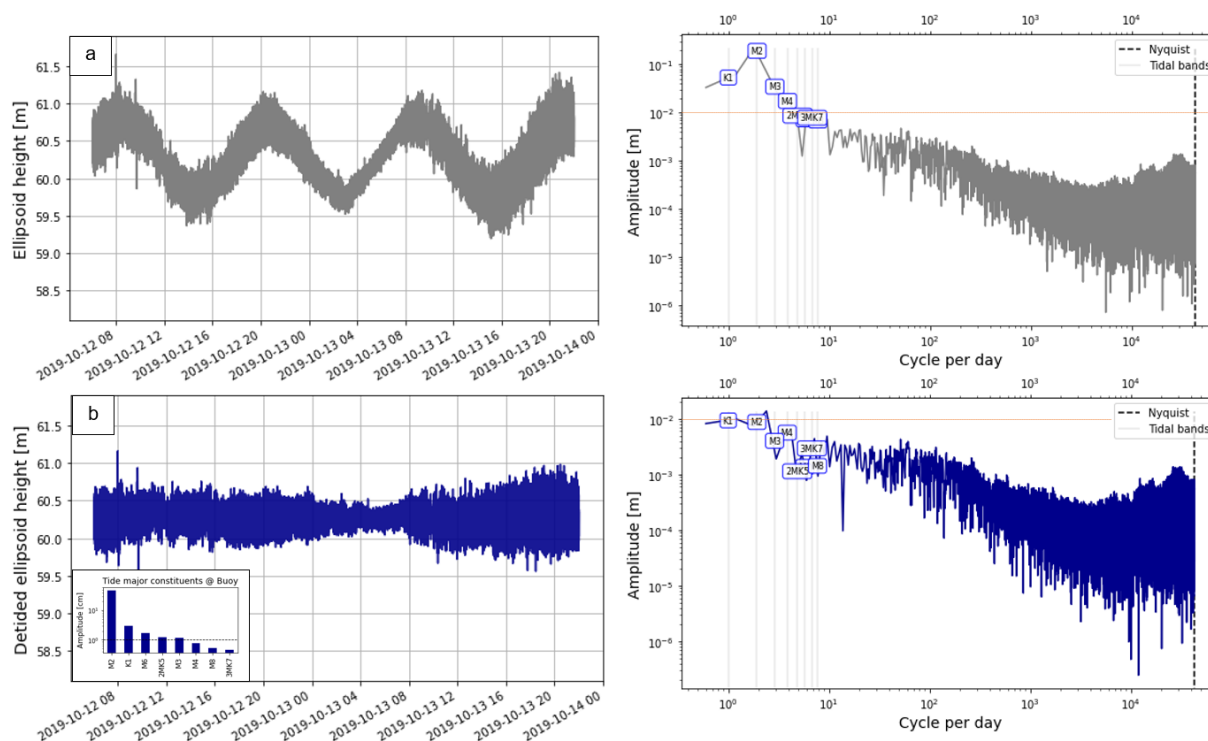 a
Ellipsoid height [m]
61.5
61.0
60.5
60.0
59.5
59.0
58.5
2019-10-12 08
2019-10-12 12
2019-10-12 16
2019-10-12 20
2019-10-13 00
2019-10-13 04
2019-10-13 08
2019-10-13 12
2019-10-13 16
2019-10-13 20
2019-10-14 00
10⁰ 10¹ 10² 10³ 10⁴
Nyquist
Tidal bands
Amplitude [m]
10⁻¹
10⁻²
10⁻³
10⁻⁴
10⁻⁵
10⁻⁶
K1
M2
M3
M4
3MK7
10⁰ 10¹ 10² 10³ 10⁴
Cycle per day
b
Detided ellipsoid height [m]
61.5
61.0
60.5
60.0
59.5
59.0
58.5
Tide major constituents @ Buoy
Amplitude [cm]
10¹
10⁰
M2 K1 M6 2MK5 M3 M4 M8 3MK7
2019-10-12 08
2019-10-12 12
2019-10-12 16
2019-10-12 20
2019-10-13 00
2019-10-13 04
2019-10-13 08
2019-10-13 12
2019-10-13 16
2019-10-13 20
2019-10-14 00
10⁰ 10¹ 10² 10³ 10⁴
Nyquist
Tidal bands
Amplitude [m]
10⁻²
10⁻³
10⁻⁴
10⁻⁵
10⁻⁶
K1
M2
M3
M4
3MK7
2MK5
M8
10⁰ 10¹ 10² 10³ 10⁴
Cycle per day